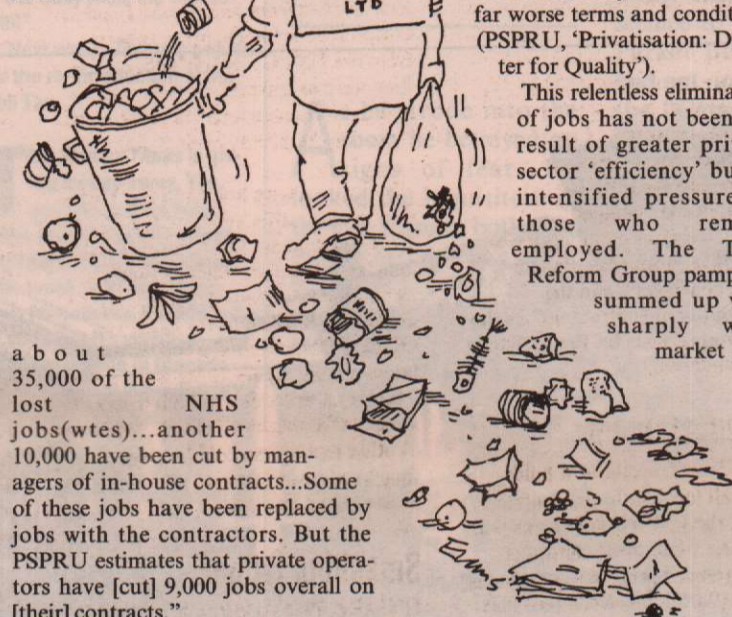 LTD
about
35,000 of the
lost NHS
jobs(wtes)...another
10,000 have been cut by man-
agers of in-house contracts...Some
of these jobs have been replaced by
jobs with the contractors. But the
PSPRU estimates that private opera-
tors have [cut] 9,000 jobs overall on
[their] contracts."
far worse terms and condit
(PSPRU, 'Privatisation: D
ter for Quality').
This relentless elimina
of jobs has not been
result of greater pri
sector 'efficiency' bu
intensified pressure
those who ren
employed. The T
Reform Group pamp
summed up
sharply w
market
Evans